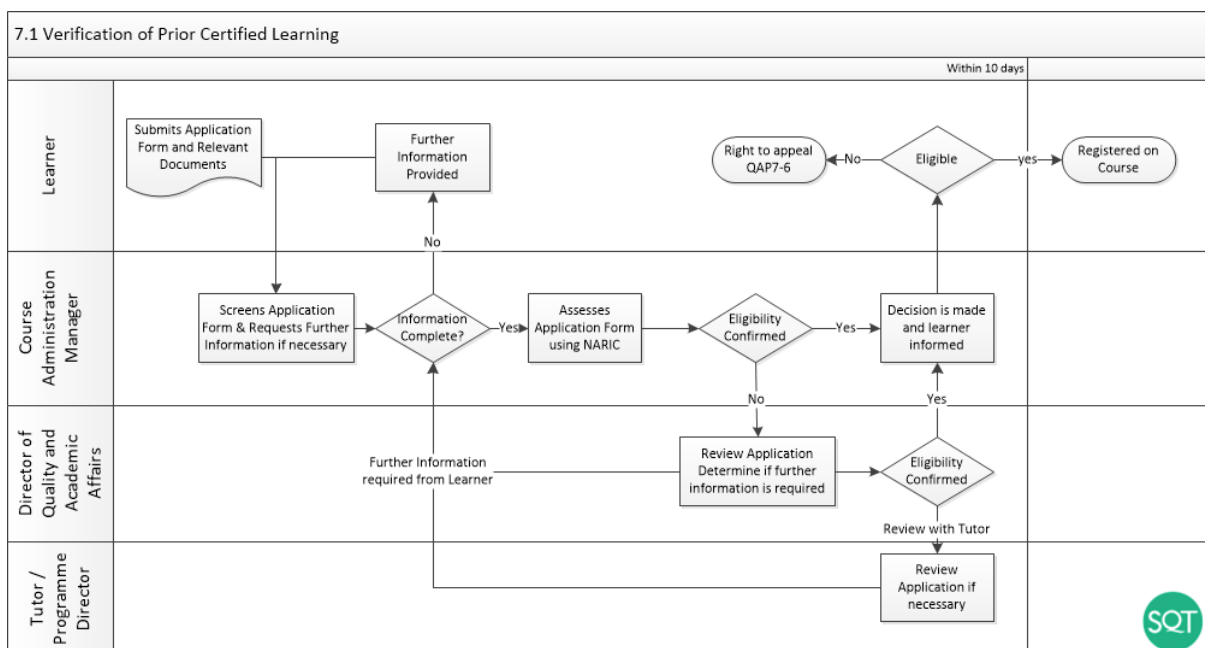 7.1 Verification of Prior Certified Learning
Within 10 days
Learner
Submits Application
Form and Relevant
Documents
Further
Information
Provided
Right to appeal
QAP7-6
No
Eligible
yes
Registered on
Course
No
Course
Administration
Manager
Screens Application
Form & Requests Further
Information if necessary
Information
Complete?
Yes
Assesses
Application Form
using NARIC
Eligibility
Confirmed
Yes
Decision is made
and learner
informed
No
Yes
Director of
Quality and
Academic
Affairs
Further Information
required from Learner
Review Application
Determine if further
information is required
Eligibility
Confirmed
Review with Tutor
Tutor /
Programme
Director
Review
Application if
necessary
SQT